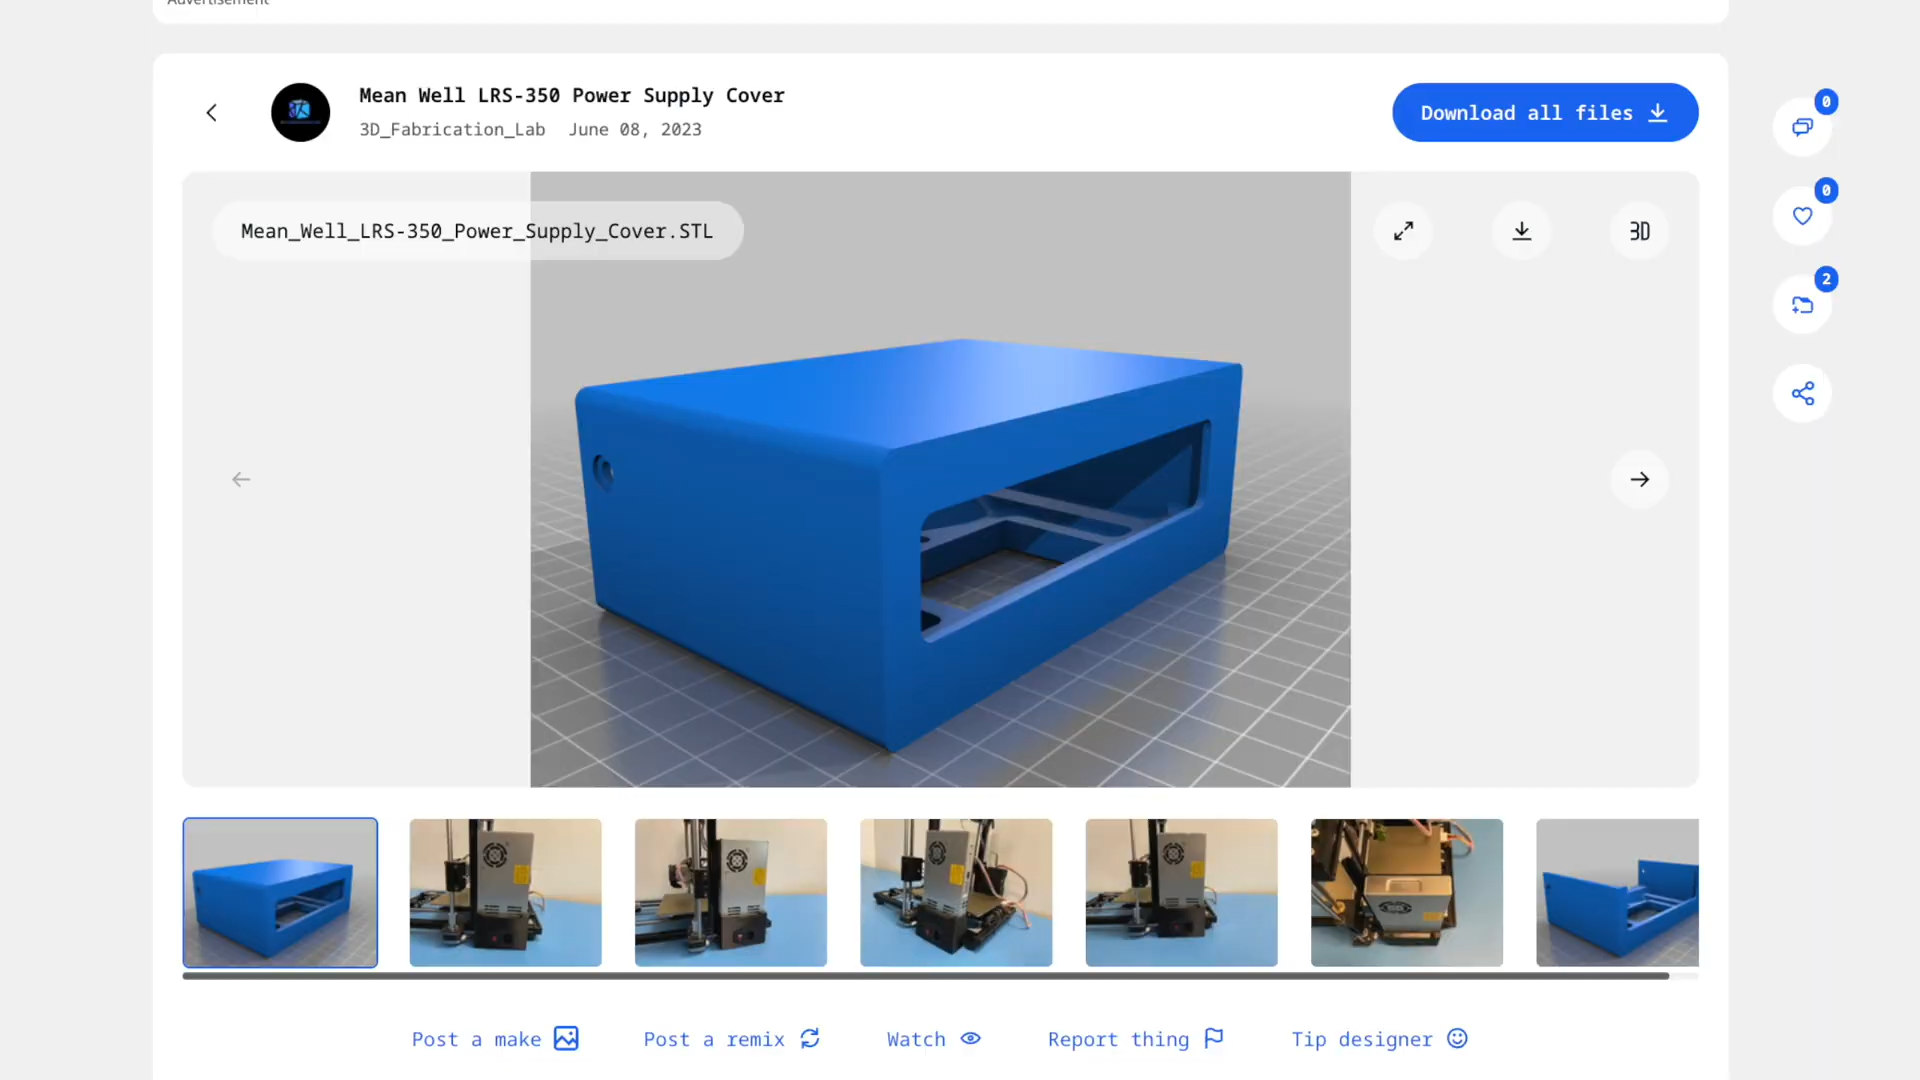 Advertisement
Mean Well LRS-350 Power Supply Cover
3D_Fabrication_Lab June 08, 2023
Download all files
0
0
2
Mean_Well_LRS-350_Power_Supply_Cover.STL
3D
Post a make
Post a remix
Watch
Report thing
Tip designer